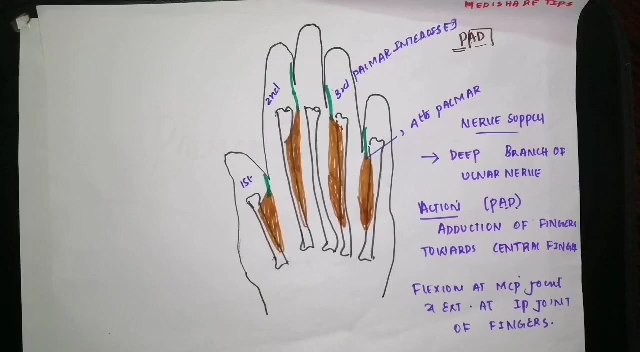 MEDISHARE TIPS
PAD
3rd PALMAR INTEROSSEI
2nd
4th PALMAR
1st
NERVE SUPPLY
→ DEEP BRANCH OF
ULNAR NERVE
ACTION (PAD)
ADDUCTION OF FINGERS
TOWARDS CENTRAL FINGER
FLEXION AT MCP JOINT
& EXT. AT IP JOINT
OF FINGERS.